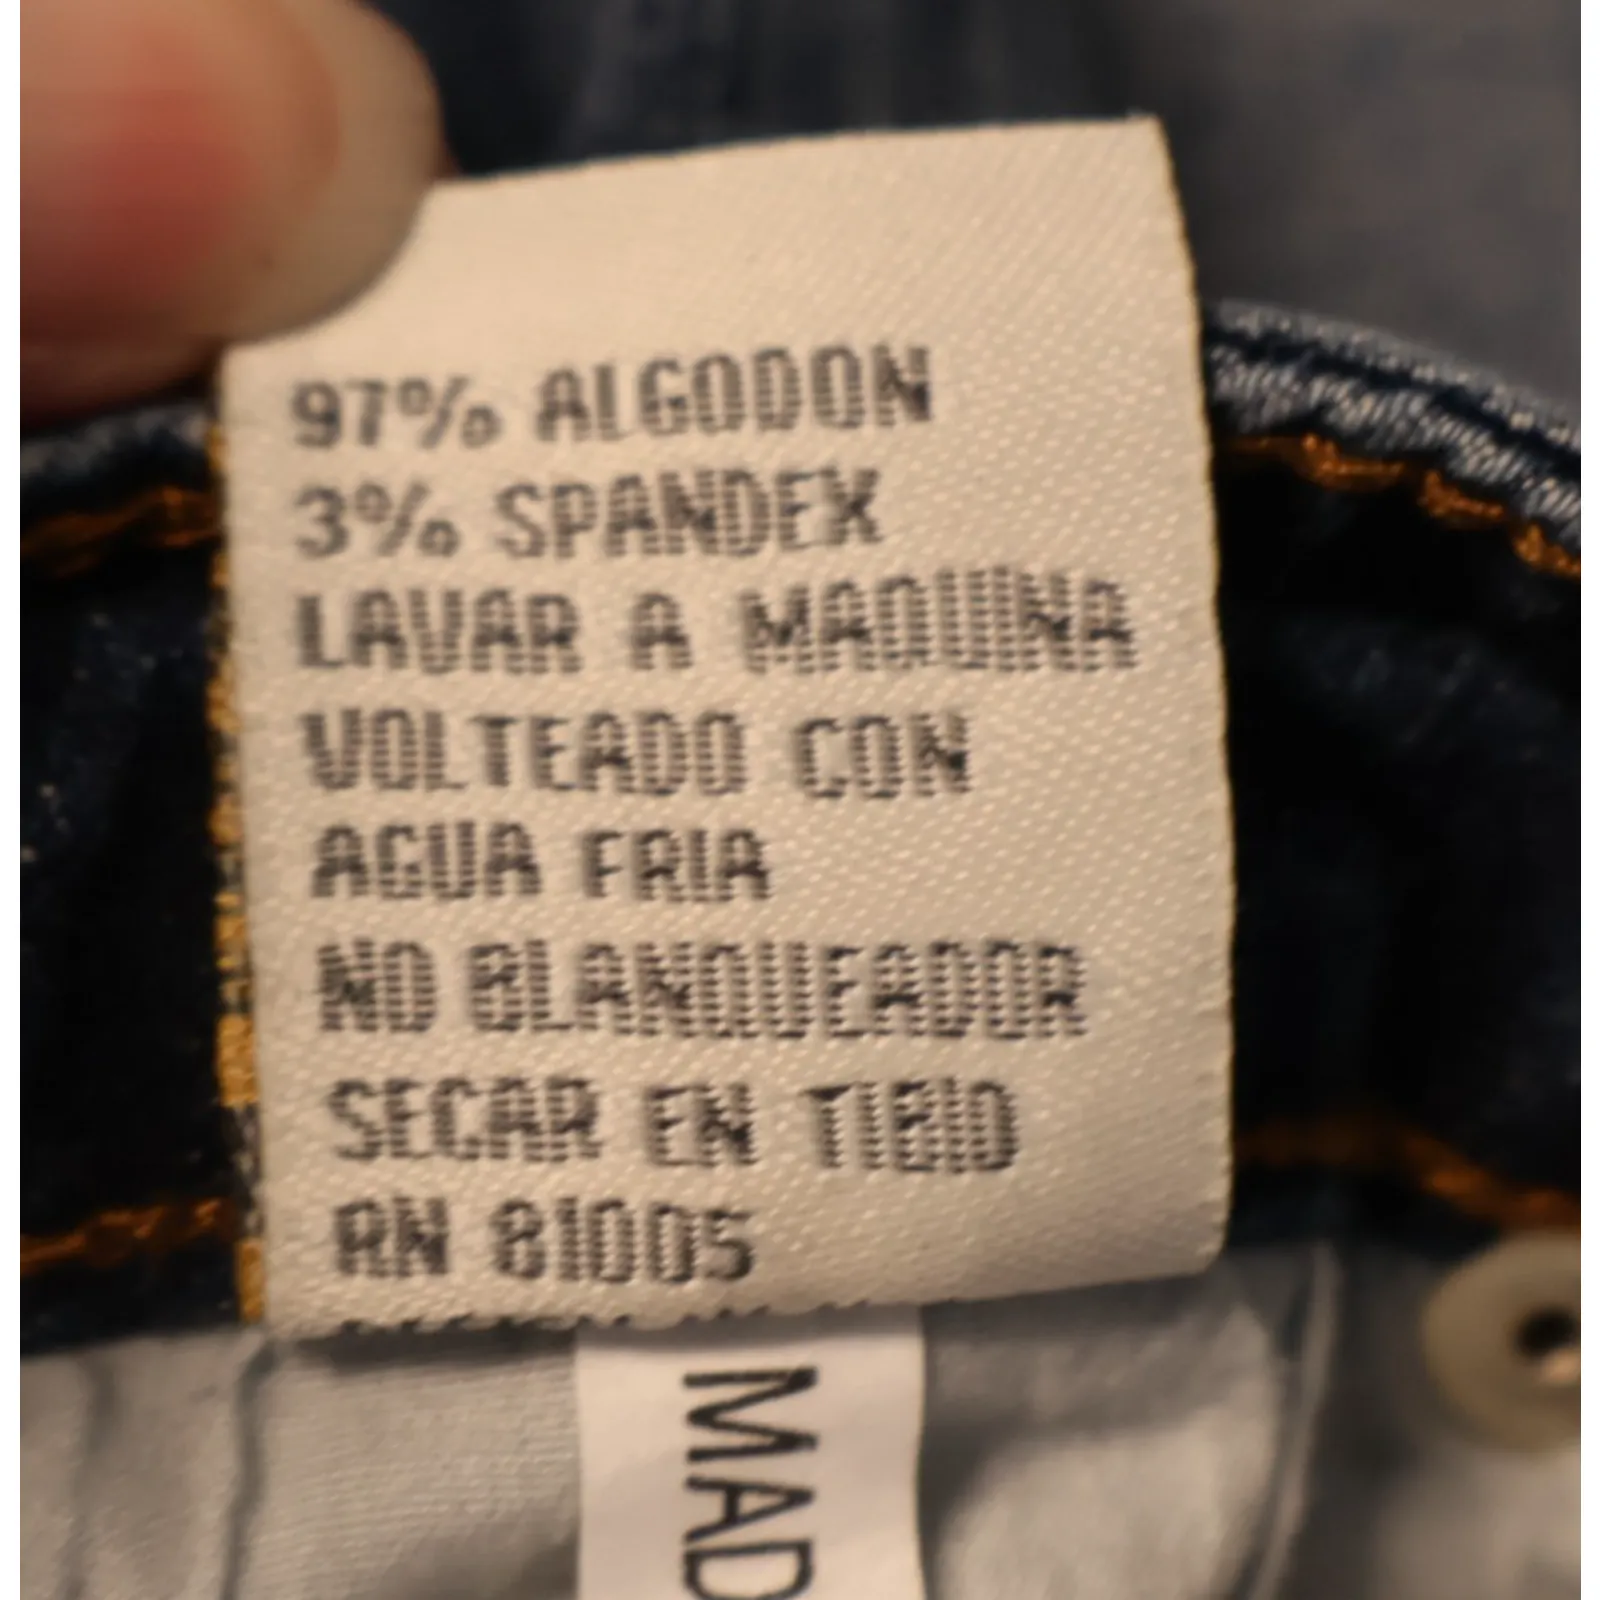 97% ALGODON
3% SPANDEX
LAVAR A MAQUINA
VOLTEADO CON
AGUA FRIA
NO BLANQUEADOR
SECAR EN TIBIO
RN 81005
MAD